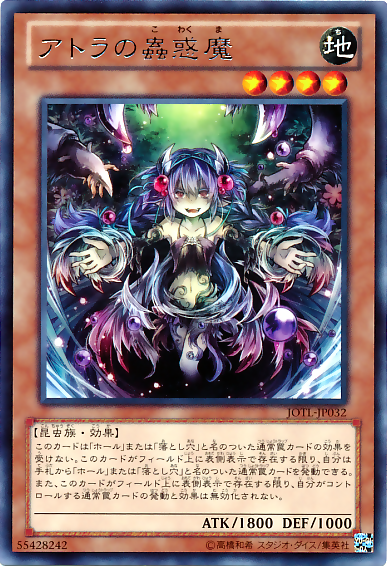 アトラの蟲惑魔
こわくま
地
ち
JOTL-JP032
【昆虫族・効果】
このカードは「ホール」または「落とし穴」と名のついた通常罠カードの効果を
受けない。このカードがフィールド上に表側表示で存在する限り、自分は
手札から「ホール」または「落とし穴」と名のついた通常罠カードを発動できる。
また、このカードがフィールド上に表側表示で存在する限り、自分がコント
ロールする通常罠カードの発動と効果は無効化されない。
ATK/1800 DEF/1000
55428242
©高橋和希 スタジオ・ダイス/集英社